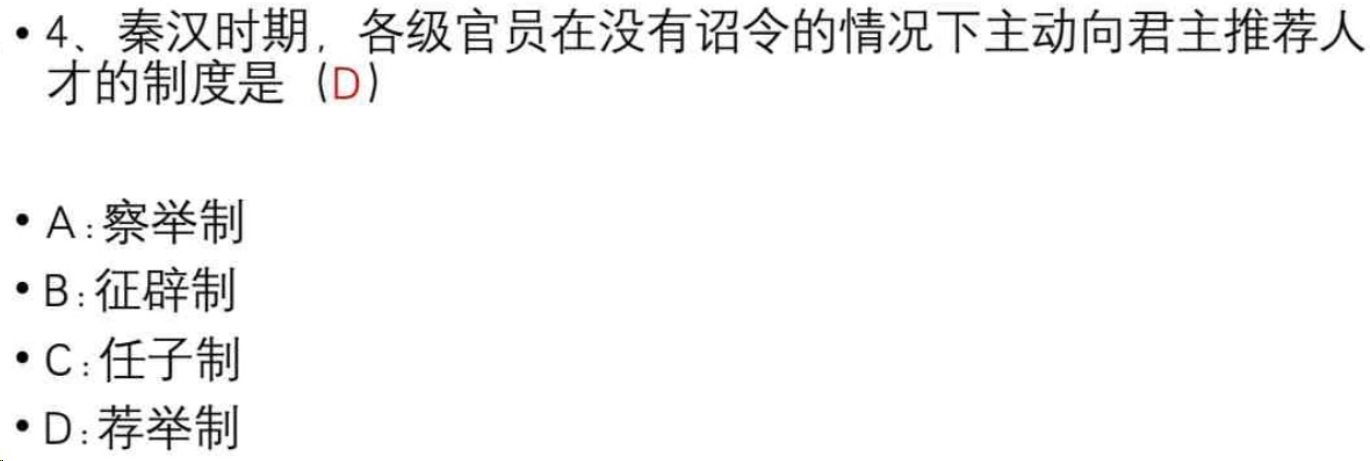 • 4、秦汉时期，各级官员在没有诏令的情况下主动向君主推荐人
才的制度是（D）
• A:察举制
• B:征辟制
• C:任子制
• D:荐举制